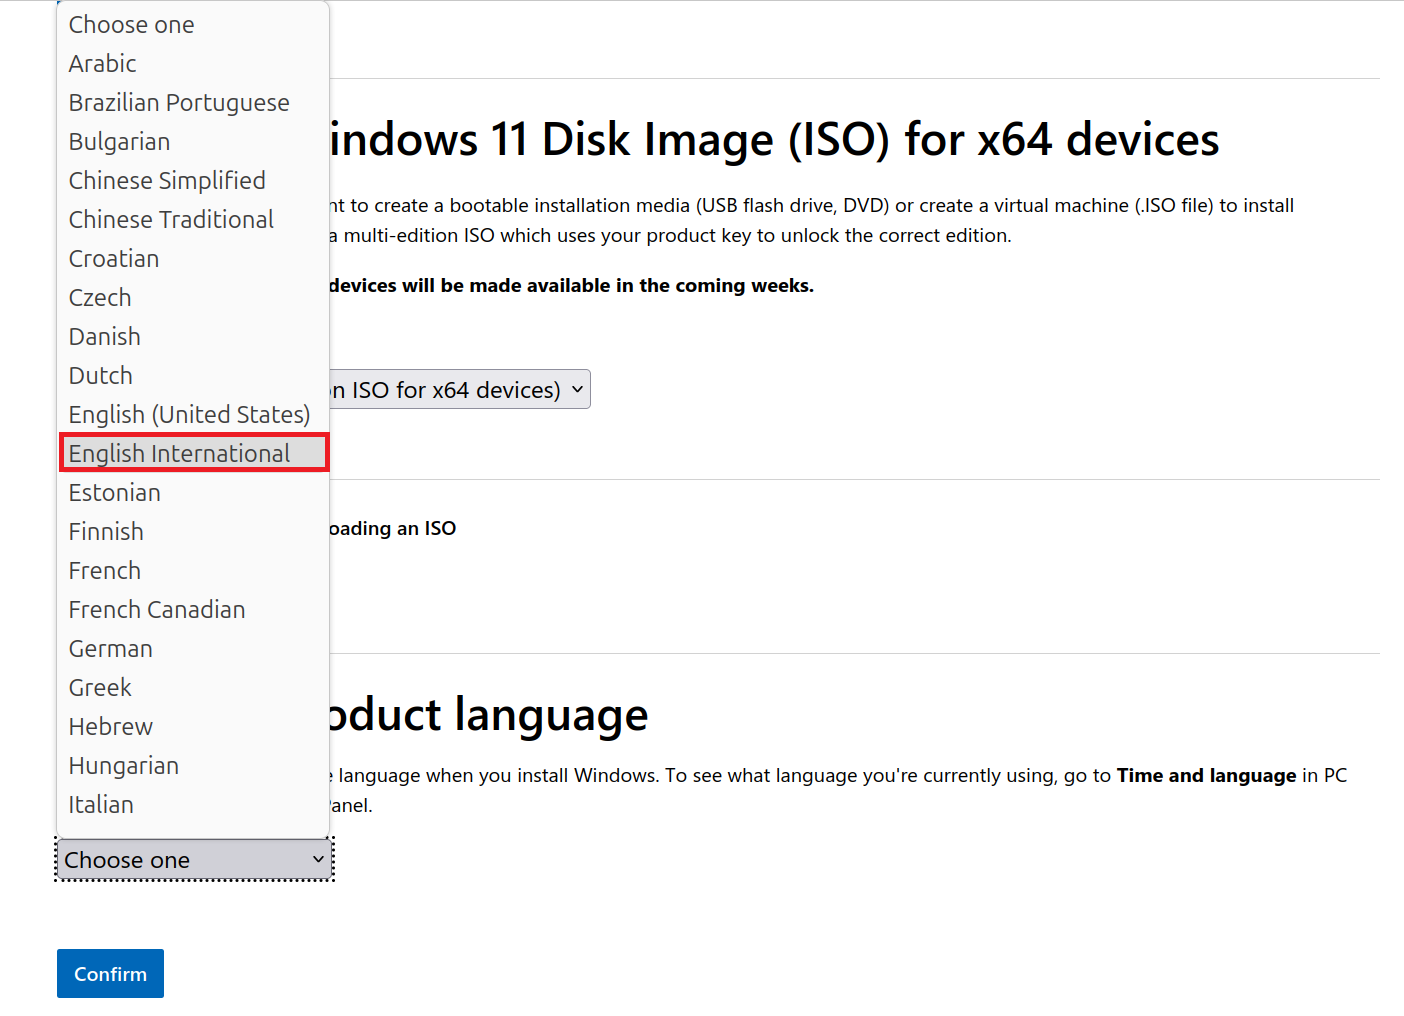 Choose one
Arabic
Brazilian Portuguese
Bulgarian
Chinese Simplified
Chinese Traditional
Croatian
Czech
Danish
Dutch
English (United States)
English International
Estonian
Finnish
French
French Canadian
German
Greek
Hebrew
Hungarian
Italian
indows 11 Disk Image (ISO) for x64 devices
nt to create a bootable installation media (USB flash drive, DVD) or create a virtual machine (.ISO file) to install
a multi-edition ISO which uses your product key to unlock the correct edition.
devices will be made available in the coming weeks.
on ISO for x64 devices)
oading an ISO
oduct language
e language when you install Windows. To see what language you're currently using, go to Time and language in PC
Panel.
Choose one
Confirm